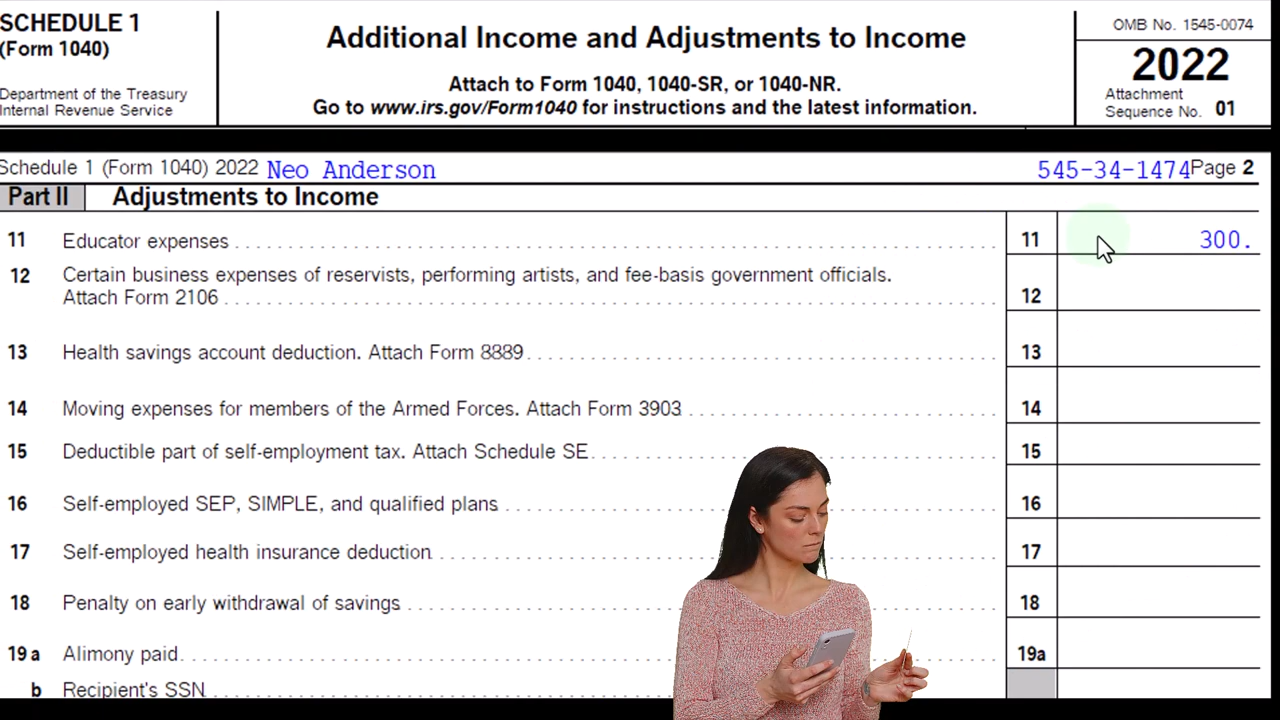 SCHEDULE 1
(Form 1040)
Department of the Treasury
Internal Revenue Service
Additional Income and Adjustments to Income
Attach to Form 1040, 1040-SR, or 1040-NR.
Go to www.irs.gov/Form1040 for instructions and the latest information.
OMB No. 1545-0074
2022
Attachment
Sequence No. 01
Schedule 1 (Form 1040) 2022 Neo Anderson 545-34-1474 Page 2
Part II Adjustments to Income
11 Educator expenses 11 300.
12 Certain business expenses of reservists, performing artists, and fee-basis government officials.
Attach Form 2106 12
13 Health savings account deduction. Attach Form 8889 13
14 Moving expenses for members of the Armed Forces. Attach Form 3903 14
15 Deductible part of self-employment tax. Attach Schedule SE 15
16 Self-employed SEP, SIMPLE, and qualified plans 16
17 Self-employed health insurance deduction 17
18 Penalty on early withdrawal of savings 18
19a Alimony paid 19a
b Recipient's SSN